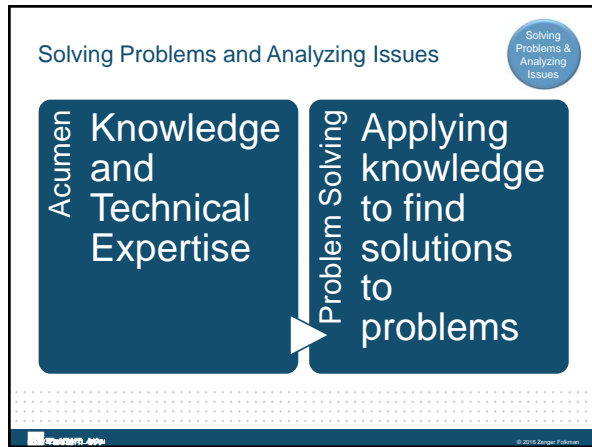 Solving Problems and Analyzing Issues
Solving
Problems &
Analyzing
Issues
Acumen
Knowledge
and
Technical
Expertise
Problem Solving
Applying
knowledge
to find
solutions
to
problems
© 2016 Zenger Folkman